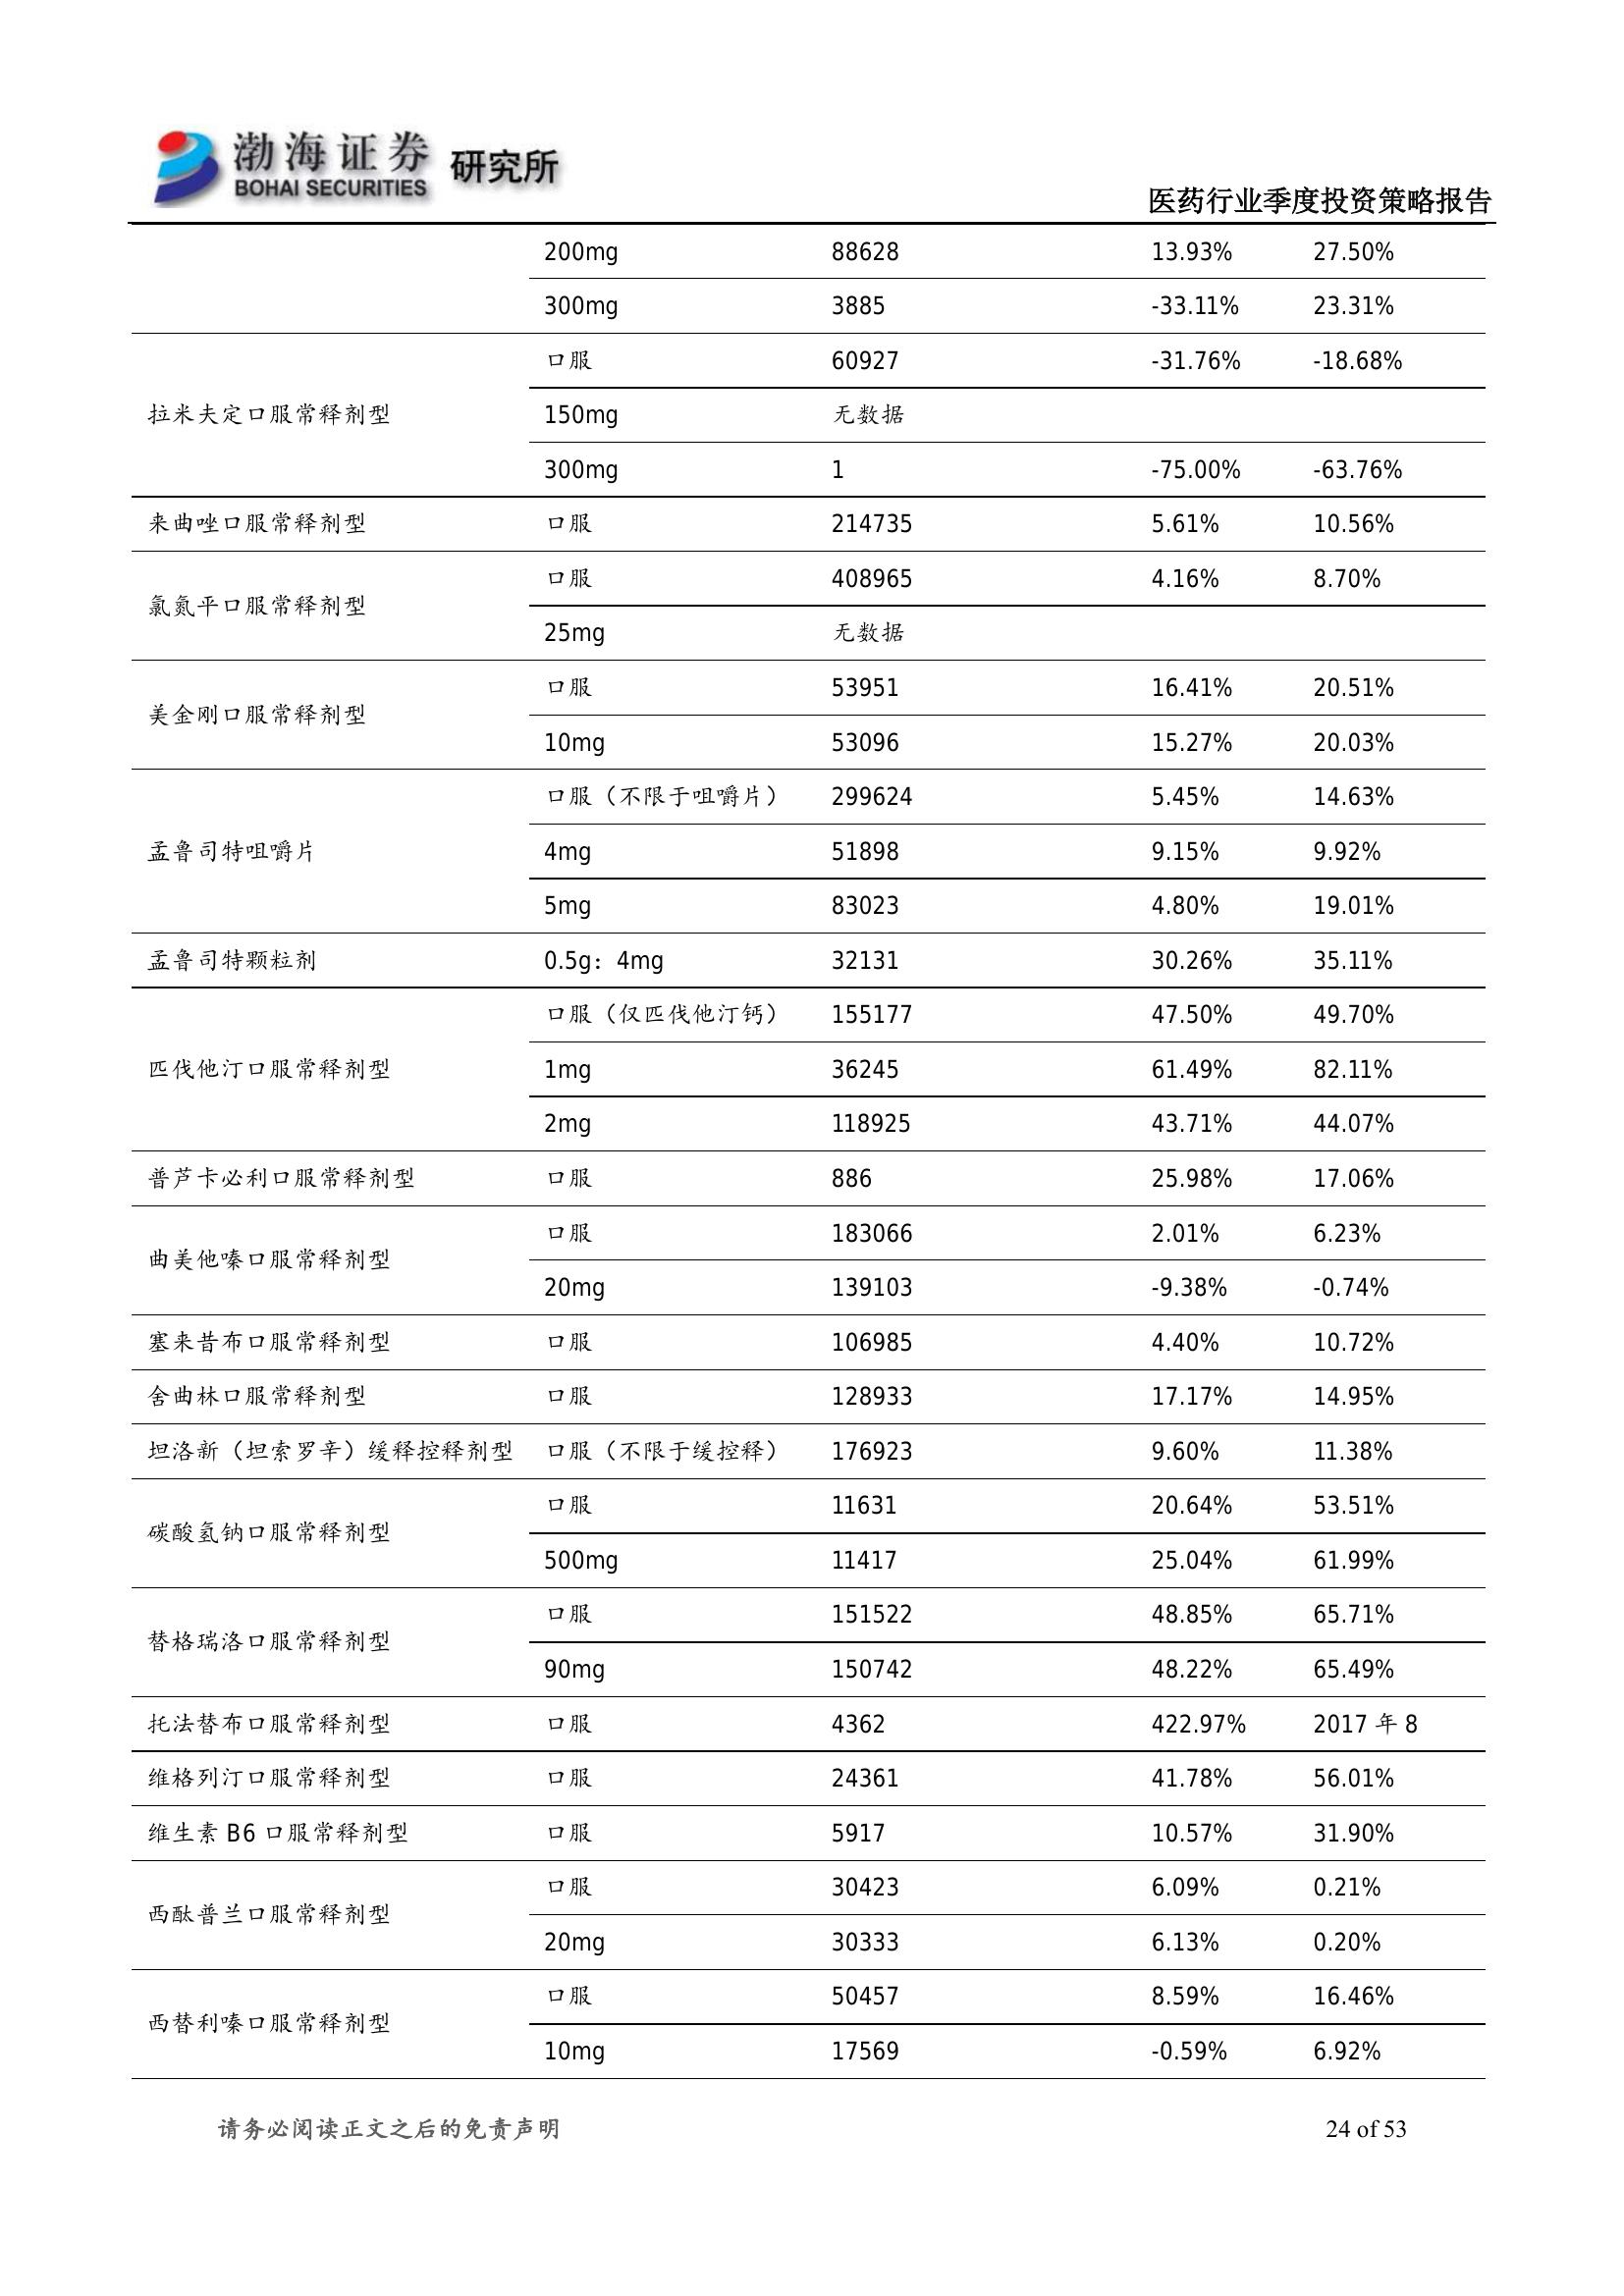 渤海证券 研究所
BOHAI SECURITIES
医药行业季度投资策略报告
200mg 88628 13.93% 27.50%
300mg 3885 -33.11% 23.31%
拉米夫定口服常释剂型
口服 60927 -31.76% -18.68%
150mg 无数据
300mg 1 -75.00% -63.76%
来曲唑口服常释剂型 口服 214735 5.61% 10.56%
氯氮平口服常释剂型
口服 408965 4.16% 8.70%
25mg 无数据
美金刚口服常释剂型
口服 53951 16.41% 20.51%
10mg 53096 15.27% 20.03%
孟鲁司特咀嚼片
口服（不限于咀嚼片） 299624 5.45% 14.63%
4mg 51898 9.15% 9.92%
5mg 83023 4.80% 19.01%
孟鲁司特颗粒剂 0.5g：4mg 32131 30.26% 35.11%
匹伐他汀口服常释剂型
口服（仅匹伐他汀钙） 155177 47.50% 49.70%
1mg 36245 61.49% 82.11%
2mg 118925 43.71% 44.07%
普芦卡必利口服常释剂型 口服 886 25.98% 17.06%
曲美他嗪口服常释剂型
口服 183066 2.01% 6.23%
20mg 139103 -9.38% -0.74%
塞来昔布口服常释剂型 口服 106985 4.40% 10.72%
舍曲林口服常释剂型 口服 128933 17.17% 14.95%
坦洛新（坦索罗辛）缓释控释剂型 口服（不限于缓控释） 176923 9.60% 11.38%
碳酸氢钠口服常释剂型
口服 11631 20.64% 53.51%
500mg 11417 25.04% 61.99%
替格瑞洛口服常释剂型
口服 151522 48.85% 65.71%
90mg 150742 48.22% 65.49%
托法替布口服常释剂型 口服 4362 422.97% 2017 年 8
维格列汀口服常释剂型 口服 24361 41.78% 56.01%
维生素 B6 口服常释剂型 口服 5917 10.57% 31.90%
西酞普兰口服常释剂型
口服 30423 6.09% 0.21%
20mg 30333 6.13% 0.20%
西替利嗪口服常释剂型
口服 50457 8.59% 16.46%
10mg 17569 -0.59% 6.92%
请务必阅读正文之后的免责声明 24 of 53